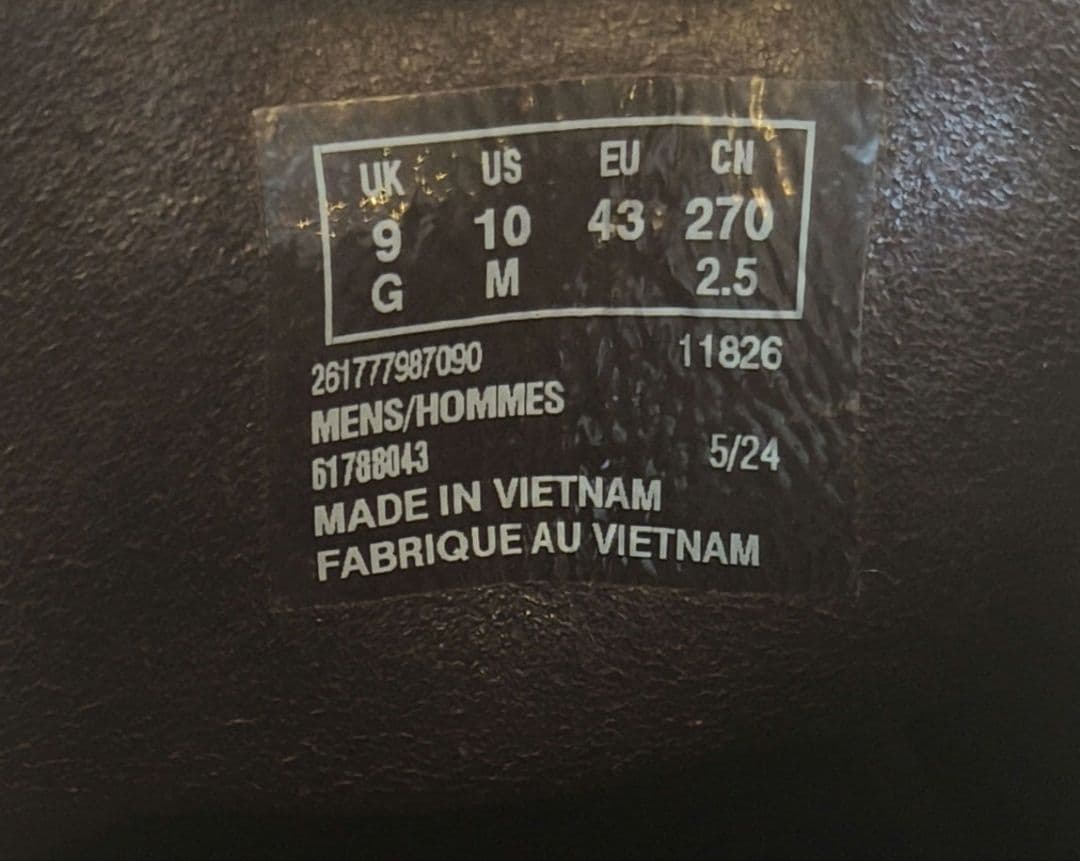 UK US EU CN
9 10 43 270
G M 2.5
261777987090 11826
MENS/HOMMES
61788043 5/24
MADE IN VIETNAM
FABRIQUE AU VIETNAM